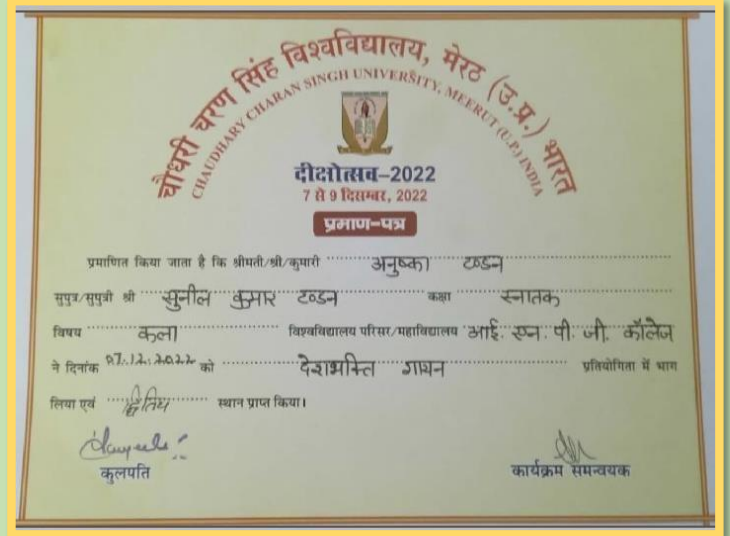 चौधरी चरण सिंह विश्वविद्यालय, मेरठ (उ.प्र.) भारत
CHAUDHARY CHARAN SINGH UNIVERSITY, MEERUT (U.P.) INDIA
दीक्षोत्सव–2022
7 से 9 दिसम्बर, 2022
प्रमाण-पत्र
प्रमाणित किया जाता है कि श्रीमती/श्री/कुमारी अनुष्का टण्डन
सुपुत्र/सुपुत्री श्री सुनील कुमार टण्डन कक्षा स्नातक
विषय कला विश्वविद्यालय परिसर/महाविद्यालय आई. एन. पी. जी. कॉलेज
ने दिनांक 07.12.2022 को देशभक्ति गायन प्रतियोगिता में भाग
लिया एवं द्वितिय स्थान प्राप्त किया।
कुलपति कार्यक्रम समन्वयक